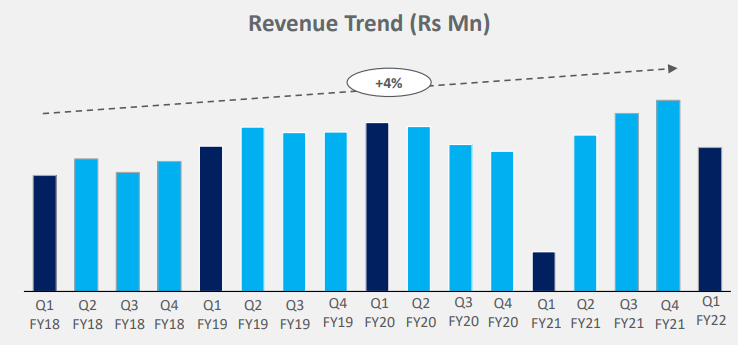 Revenue Trend (Rs Mn)
+4%
Q1 Q2 Q3 Q4 Q1 Q2 Q3 Q4 Q1 Q2 Q3 Q4 Q1 Q2 Q3 Q4 Q1
FY18 FY18 FY18 FY18 FY19 FY19 FY19 FY19 FY20 FY20 FY20 FY20 FY21 FY21 FY21 FY21 FY22